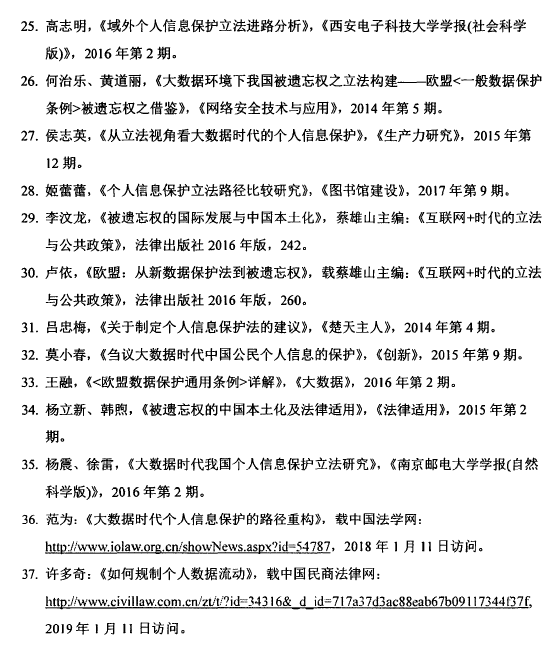 25. 高志明,《域外个人信息保护立法进路分析》,《西安电子科技大学学报(社会科学
版)》,2016 年第 2 期。
26. 何治乐、黄道丽,《大数据环境下我国被遗忘权之立法构建——欧盟<一般数据保护
条例>被遗忘权之借鉴》,《网络安全技术与应用》,2014 年第 5 期。
27. 侯志英,《从立法视角看大数据时代的个人信息保护》,《生产力研究》,2015 年第
12 期。
28. 姬蕾蕾,《个人信息保护立法路径比较研究》,《图书馆建设》,2017 年第 9 期。
29. 李汶龙,《被遗忘权的国际发展与中国本土化》,蔡雄山主编:《互联网+时代的立法
与公共政策》,法律出版社 2016 年版,242。
30. 卢依,《欧盟:从新数据保护法到被遗忘权》,载蔡雄山主编:《互联网+时代的立法
与公共政策》,法律出版社 2016 年版,260。
31. 吕忠梅,《关于制定个人信息保护法的建议》,《楚天主人》,2014 年第 4 期。
32. 莫小春,《刍议大数据时代中国公民个人信息的保护》,《创新》,2015 年第 9 期。
33. 王融,《<欧盟数据保护通用条例>详解》,《大数据》,2016 年第 2 期。
34. 杨立新、韩煦,《被遗忘权的中国本土化及法律适用》,《法律适用》,2015 年第 2
期。
35. 杨震、徐雷,《大数据时代我国个人信息保护立法研究》,《南京邮电大学学报(自然
科学版)》,2016 年第 2 期。
36. 范为:《大数据时代个人信息保护的路径重构》,载中国法学网:
http://www.iolaw.org.cn/showNews.aspx?id=54787,2018 年 1 月 11 日访问。
37. 许多奇:《如何规制个人数据流动》,载中国民商法律网:
http://www.civillaw.com.cn/zt/t/?id=34316&_d_id=717a37d3ac88eab67b09117344f37f,
2019 年 1 月 11 日访问。